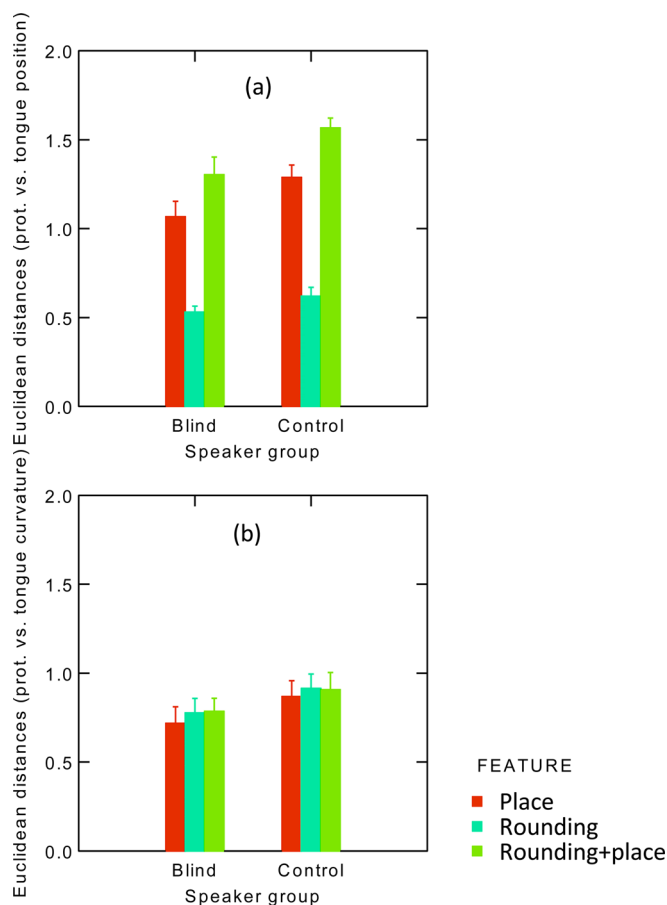 Euclidean distances (prot. vs. tongue position)
2.0
(a)
1.5
1.0
0.5
0.0
Blind Control
Speaker group
Euclidean distances (prot. vs. tongue curvature)
2.0
(b)
1.5
1.0
0.5
0.0
Blind Control
Speaker group
FEATURE
Place
Rounding
Rounding+place